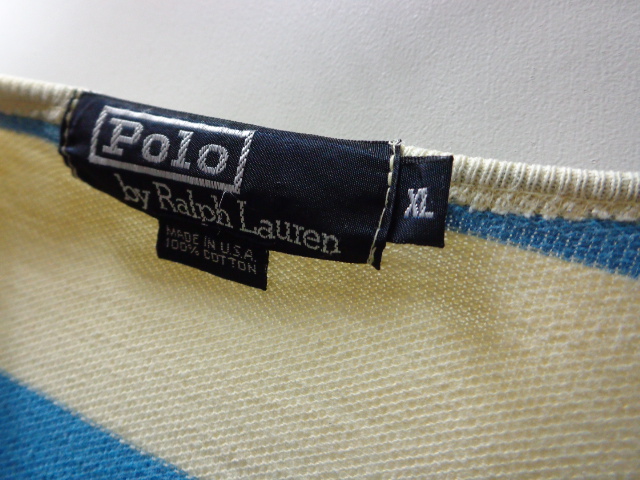 Polo
by Ralph Lauren
XL
MADE IN U.S.A.
100% COTTON